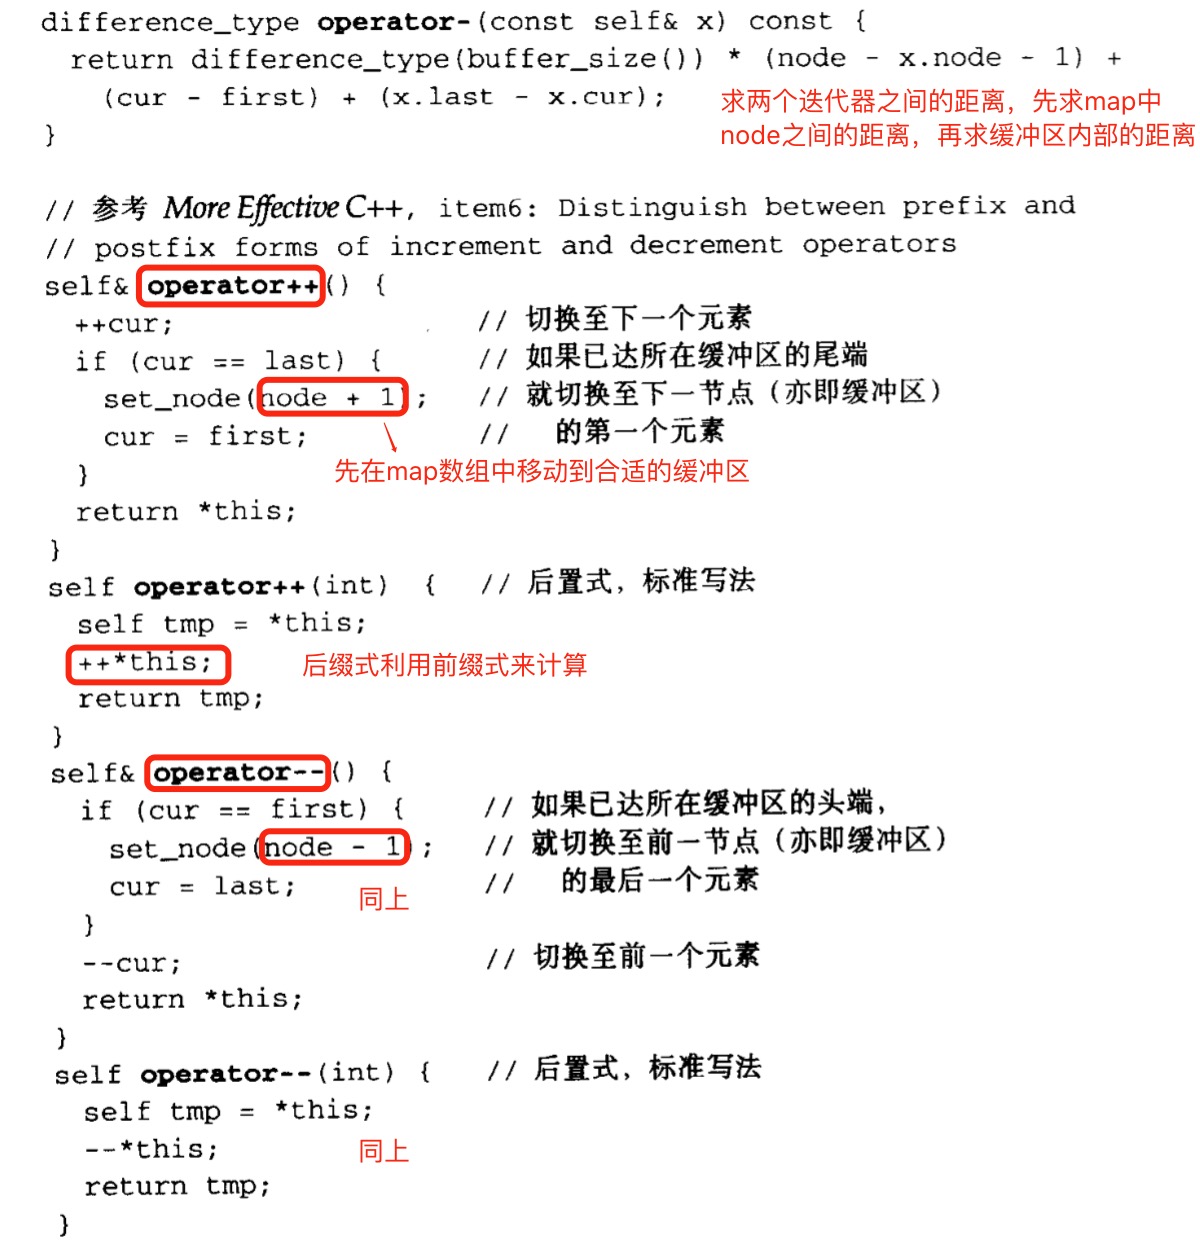 difference_type operator-(const self& x) const {
return difference_type(buffer_size()) * (node - x.node - 1) +
(cur - first) + (x.last - x.cur);
求两个迭代器之间的距离，先求map中
node之间的距离，再求缓冲区内部的距离
}
// 参考 More Effective C++, item6: Distinguish between prefix and
// postfix forms of increment and decrement operators
self& operator++() {
++cur; // 切换至下一个元素
if (cur == last) { // 如果已达所在缓冲区的尾端
set_node(node + 1); // 就切换至下一节点（亦即缓冲区）
cur = first; // 的第一个元素
先在map数组中移动到合适的缓冲区
}
return *this;
}
self operator++(int) { // 后置式，标准写法
self tmp = *this;
++*this; 后缀式利用前缀式来计算
return tmp;
}
self& operator--() {
if (cur == first) { // 如果已达所在缓冲区的头端，
set_node(node - 1); // 就切换至前一节点（亦即缓冲区）
cur = last; // 的最后一个元素
同上
}
--cur; // 切换至前一个元素
return *this;
}
self operator--(int) { // 后置式，标准写法
self tmp = *this;
--*this; 同上
return tmp;
}